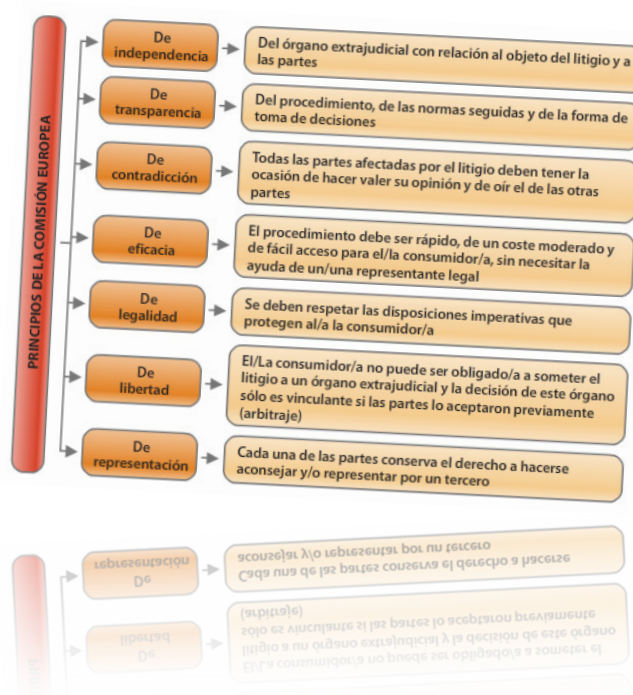 PRINCIPIOS DE LA COMISIÓN EUROPEA
De
independencia
Del órgano extrajudicial con relación al objeto del litigio y a
las partes
De
transparencia
Del procedimiento, de las normas seguidas y de la forma de
toma de decisiones
De
contradicción
Todas las partes afectadas por el litigio deben tener la
ocasión de hacer valer su opinión y de oír el de las otras
partes
De
eficacia
El procedimiento debe ser rápido, de un coste moderado y
de fácil acceso para el/la consumidor/a, sin necesitar la
ayuda de un/una representante legal
De
legalidad
Se deben respetar las disposiciones imperativas que
protegen al/a la consumidor/a
De
libertad
El/La consumidor/a no puede ser obligado/a a someter el
litigio a un órgano extrajudicial y la decisión de este órgano
sólo es vinculante si las partes lo aceptaron previamente
(arbitraje)
De
representación
Cada una de las partes conserva el derecho a hacerse
aconsejar y/o representar por un tercero